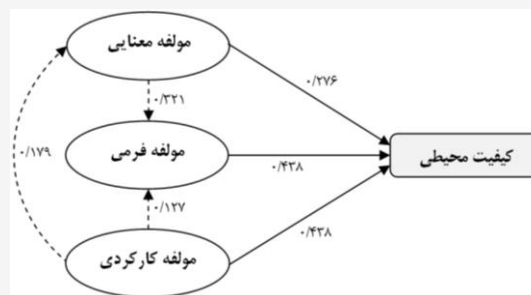 مولفه معنایی
۰/۲۷۶
۰/۳۲۱
مولفه فرمی
۰/۱۷۹
۰/۴۳۸
کیفیت محیطی
۰/۱۲۷
۰/۴۳۸
مولفه کارکردی